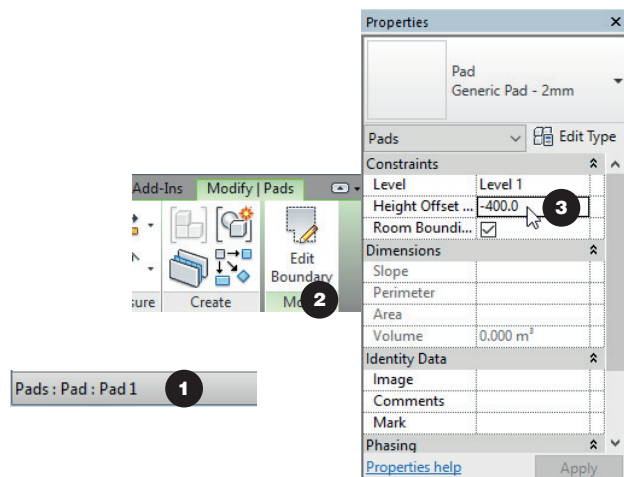 Properties
Pad
Generic Pad - 2mm
Pads
Edit Type
Constraints
Level Level 1
Height Offset ... -400.0
3
Room Boundi...
Dimensions
Slope
Perimeter
Area
Volume 0.000 m³
Identity Data
Image
Comments
Mark
Phasing
Properties help Apply
Add-Ins Modify | Pads
Edit
Boundary
sure Create
2
Pads : Pad : Pad 1
1